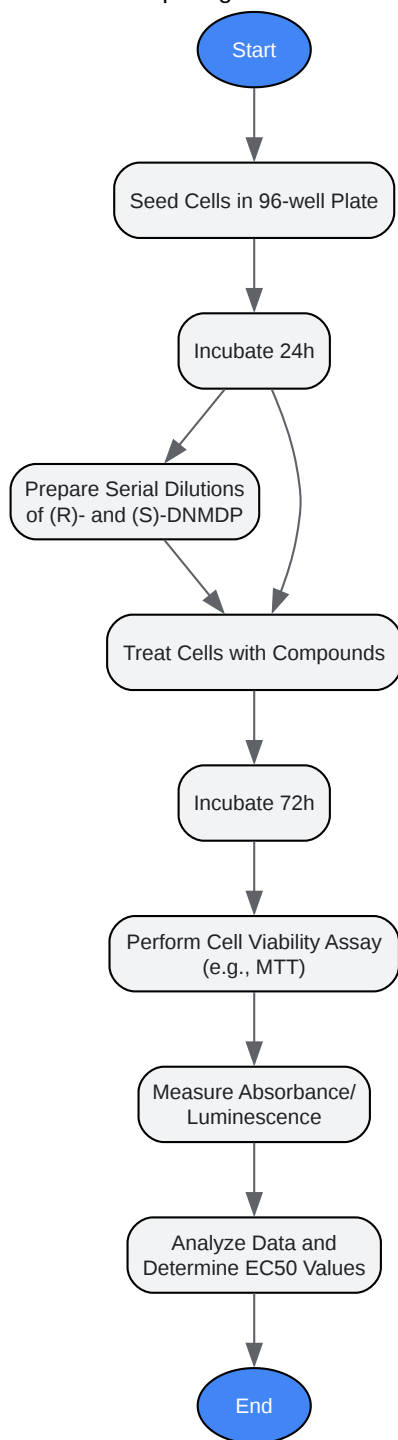 Start
Seed Cells in 96-well Plate
Incubate 24h
Prepare Serial Dilutions
of (R)- and (S)-DNMDP
Treat Cells with Compounds
Incubate 72h
Perform Cell Viability Assay
(e.g., MTT)
Measure Absorbance/
Luminescence
Analyze Data and
Determine EC50 Values
End